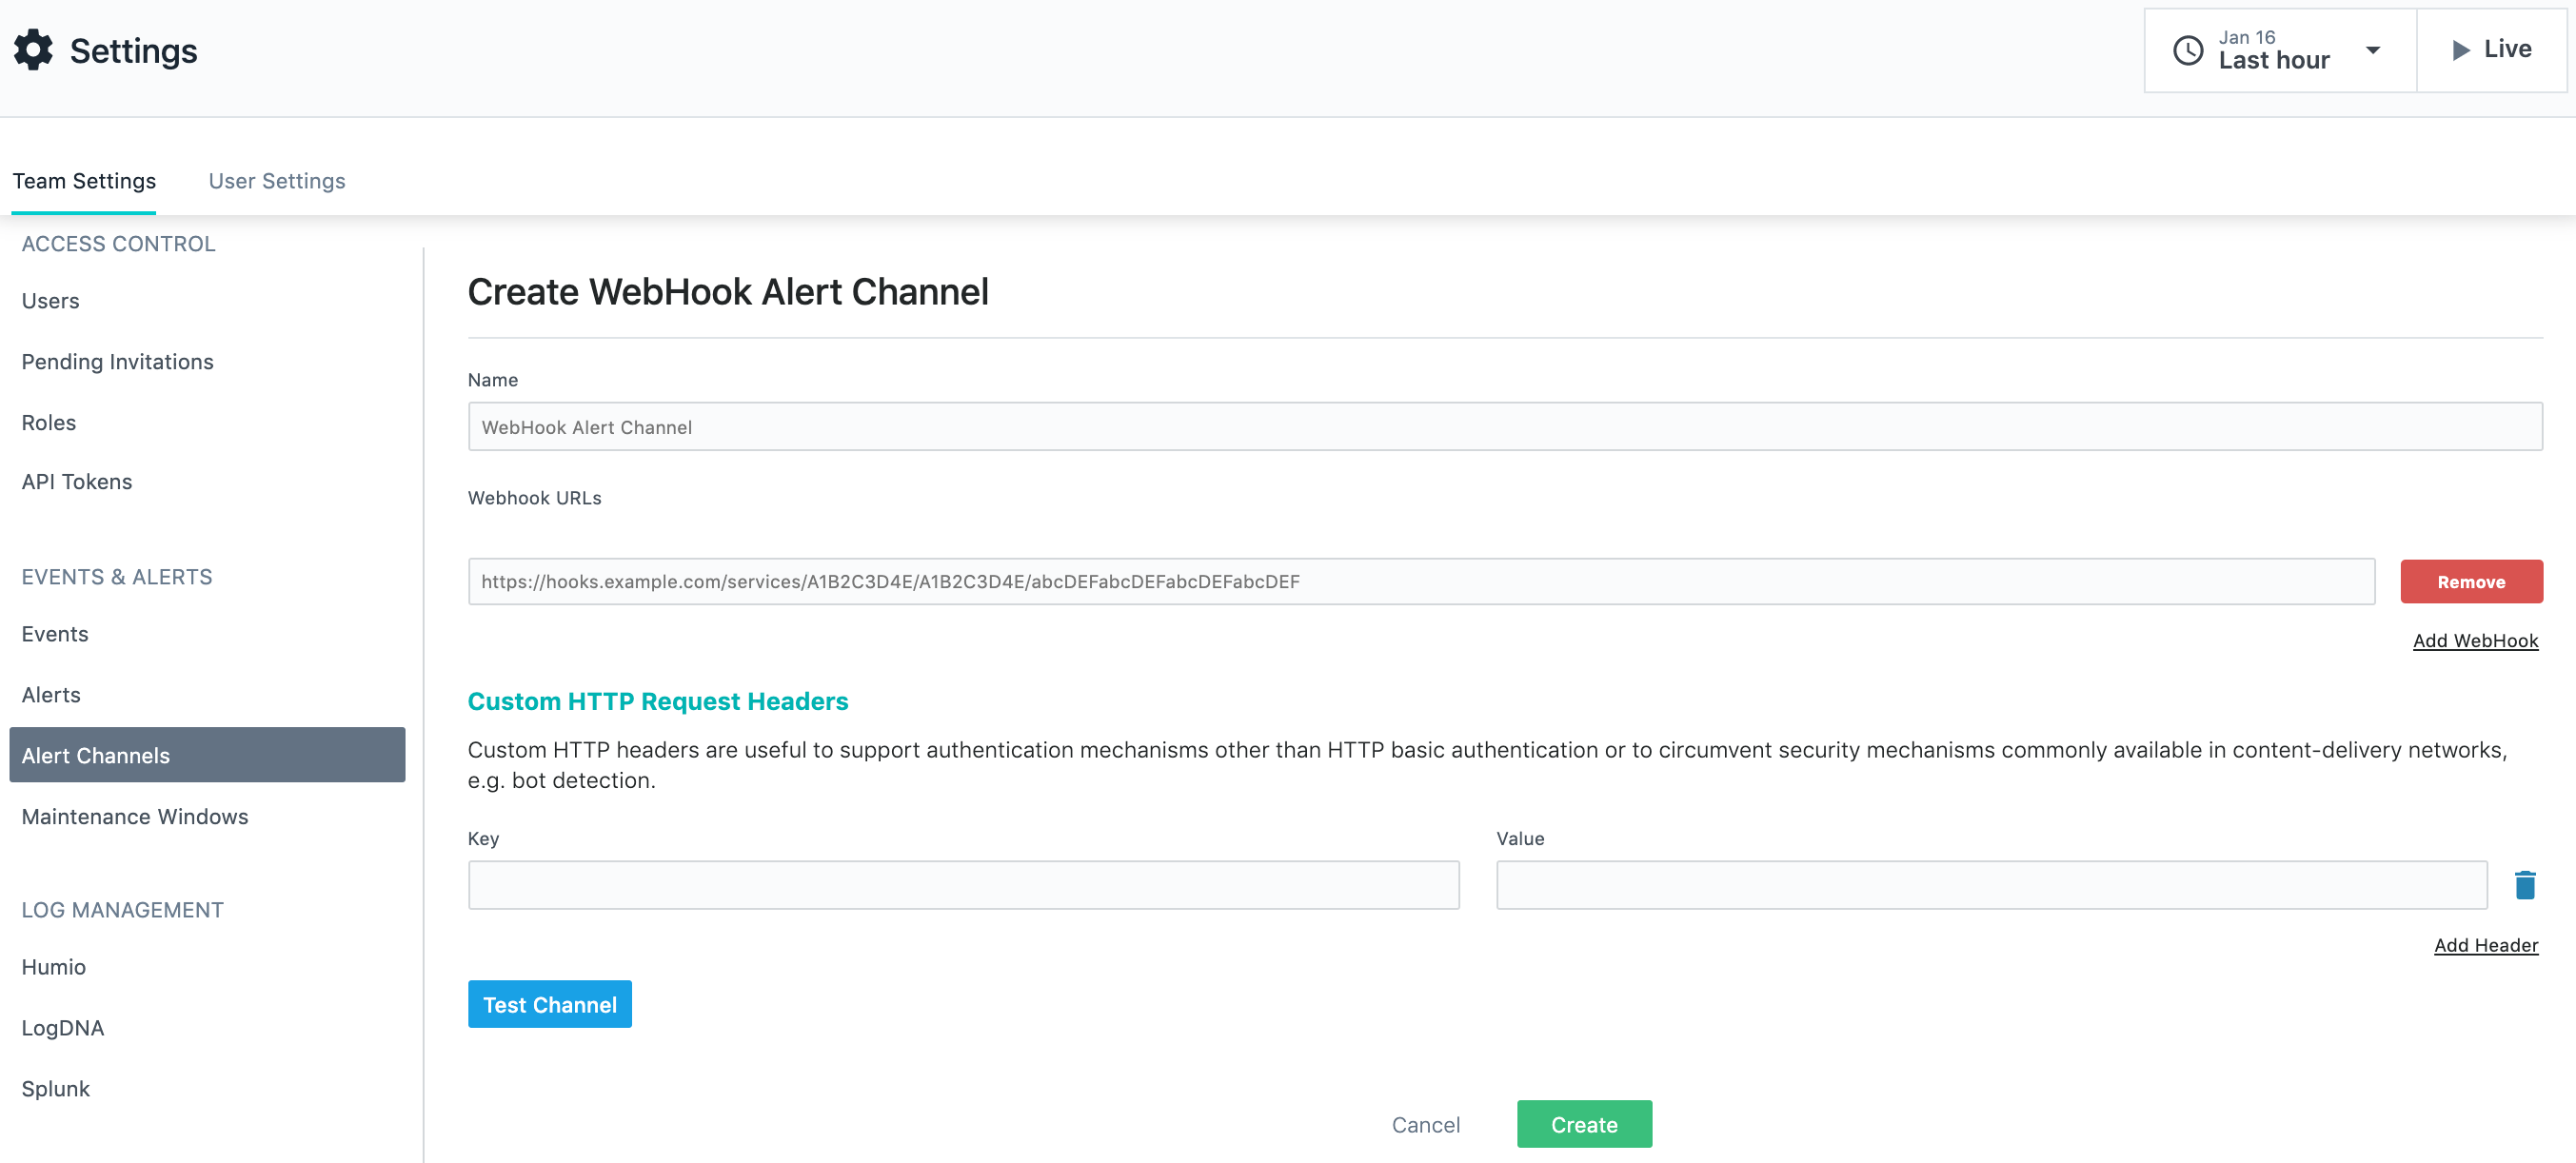 Settings
Jan 16
Last hour
Live
Team Settings
User Settings
ACCESS CONTROL
Users
Pending Invitations
Roles
API Tokens
EVENTS & ALERTS
Events
Alerts
Alert Channels
Maintenance Windows
LOG MANAGEMENT
Humio
LogDNA
Splunk
Create WebHook Alert Channel
Name
WebHook Alert Channel
Webhook URLs
https://hooks.example.com/services/A1B2C3D4E/A1B2C3D4E/abcDEFabcDEFabcDEFabcDEF
Remove
Add WebHook
Custom HTTP Request Headers
Custom HTTP headers are useful to support authentication mechanisms other than HTTP basic authentication or to circumvent security mechanisms commonly available in content-delivery networks,
e.g. bot detection.
Key
Value
Add Header
Test Channel
Cancel
Create